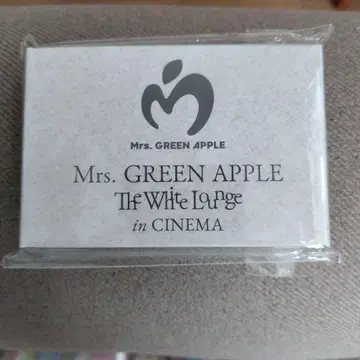 Mrs. GREEN APPLE
Mrs. GREEN APPLE
The White Lounge
in CINEMA